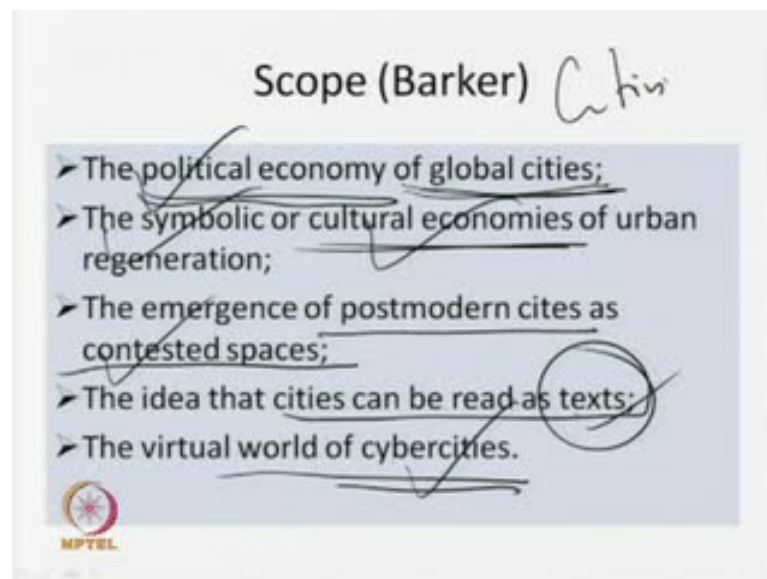 Scope (Barker)
➢The political economy of global cities;
➢The symbolic or cultural economies of urban
regeneration;
➢The emergence of postmodern cites as
contested spaces;
➢The idea that cities can be read as texts;
➢The virtual world of cybercities.
NPTEL